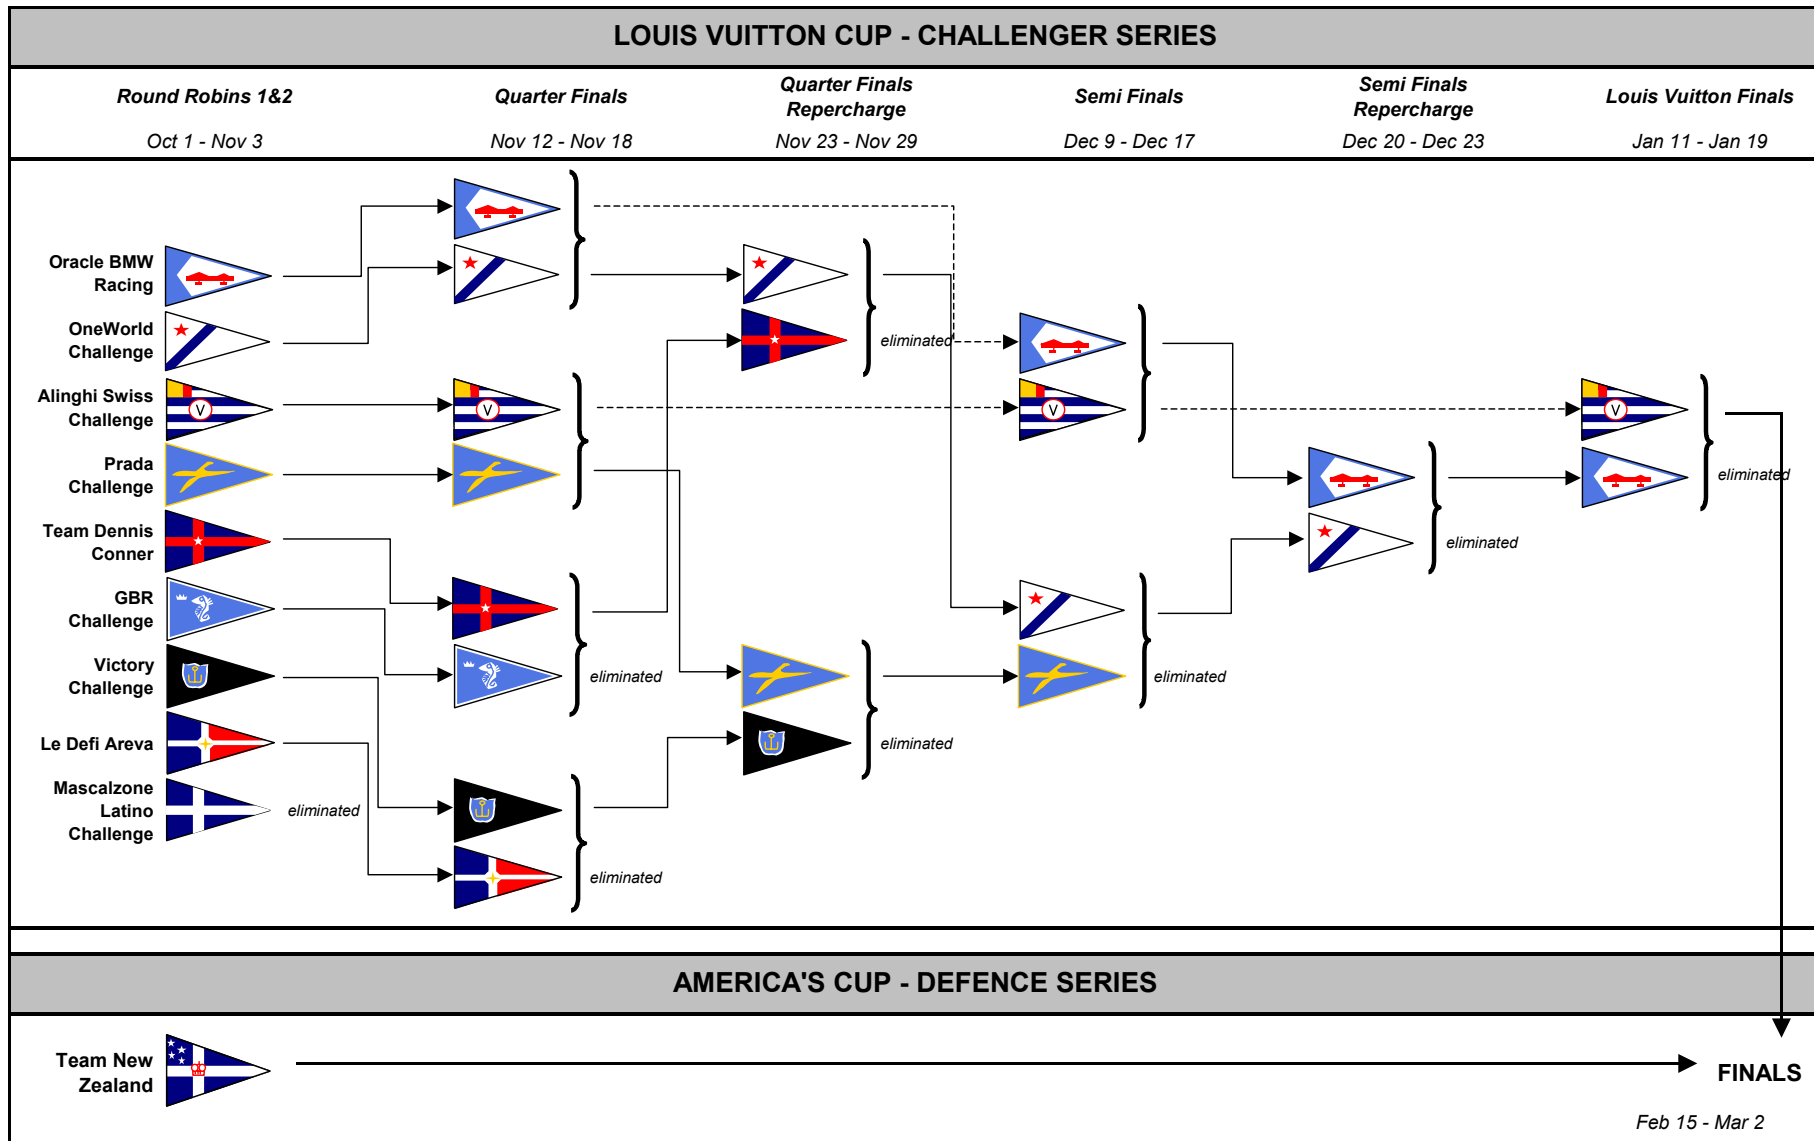 LOUIS VUITTON CUP - CHALLENGER SERIES
Round Robins 1&2
Quarter Finals
Quarter Finals
Repercharge
Semi Finals
Semi Finals
Repercharge
Louis Vuitton Finals
Oct 1 - Nov 3
Nov 12 - Nov 18
Nov 23 - Nov 29
Dec 9 - Dec 17
Dec 20 - Dec 23
Jan 11 - Jan 19
Oracle BMW
Racing
OneWorld
Challenge
eliminated
Alinghi Swiss
Challenge
V
V
V
V
Prada
Challenge
eliminated
Team Dennis
Conner
eliminated
GBR
Challenge
Victory
Challenge
eliminated
eliminated
Le Defi Areva
eliminated
Mascalzone
Latino
Challenge
eliminated
eliminated
AMERICA'S CUP - DEFENCE SERIES
Team New
Zealand
FINALS
Feb 15 - Mar 2